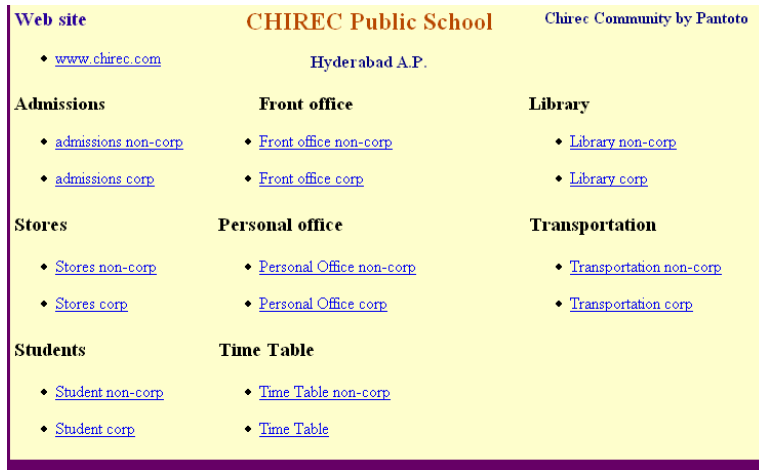 Web site
CHIREC Public School
Chirec Community by Pantoto
www.chirec.com
Hyderabad A.P.
Admissions
Front office
Library
admissions non-corp
Front office non-corp
Library non-corp
admissions corp
Front office corp
Library corp
Stores
Personal office
Transportation
Stores non-corp
Personal Office non-corp
Transportation non-corp
Stores corp
Personal Office corp
Transportation corp
Students
Time Table
Student non-corp
Time Table non-corp
Student corp
Time Table